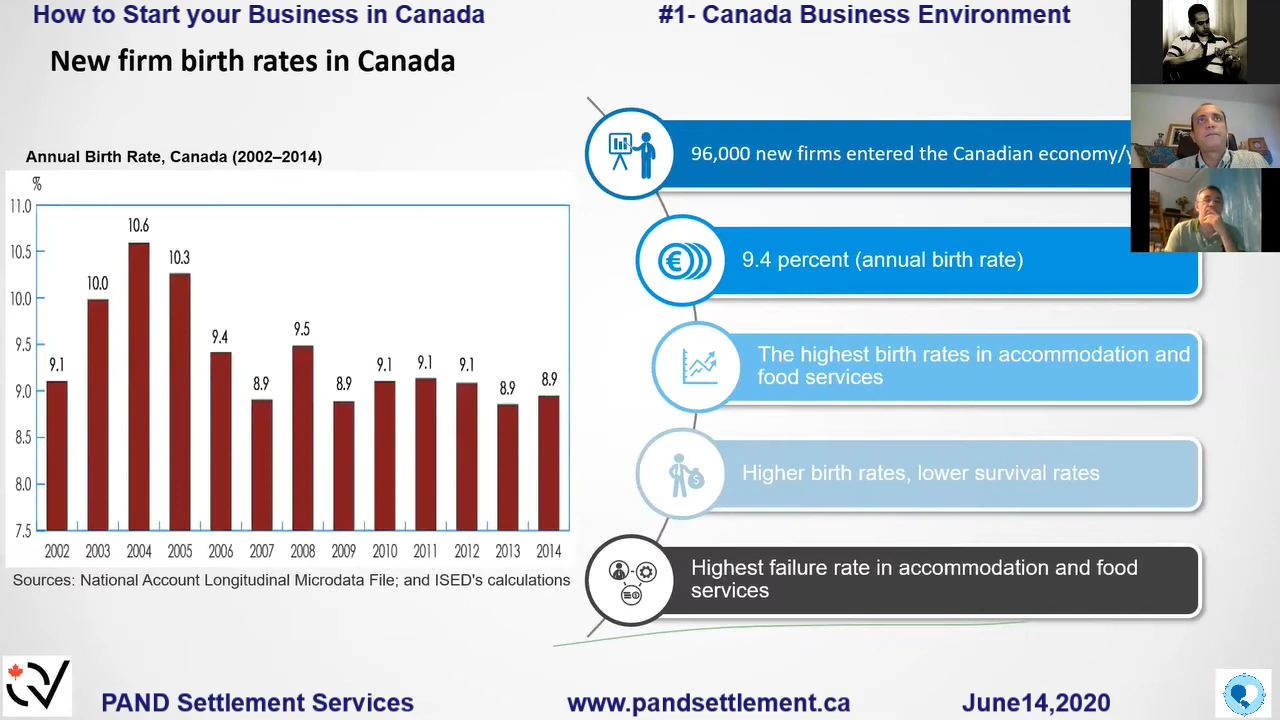 How to Start your Business in Canada
#1- Canada Business Environment
New firm birth rates in Canada
Annual Birth Rate, Canada (2002–2014)
%
11.0
10.5
10.0
9.5
9.0
8.5
8.0
7.5
9.1
10.0
10.6
10.3
9.4
8.9
9.5
8.9
9.1
9.1
9.1
8.9
8.9
2002 2003 2004 2005 2006 2007 2008 2009 2010 2011 2012 2013 2014
Sources: National Account Longitudinal Microdata File; and ISED's calculations
96,000 new firms entered the Canadian economy/
€
9.4 percent (annual birth rate)
The highest birth rates in accommodation and
food services
$
Higher birth rates, lower survival rates
Highest failure rate in accommodation and food
services
PAND Settlement Services
www.pandsettlement.ca
June14,2020